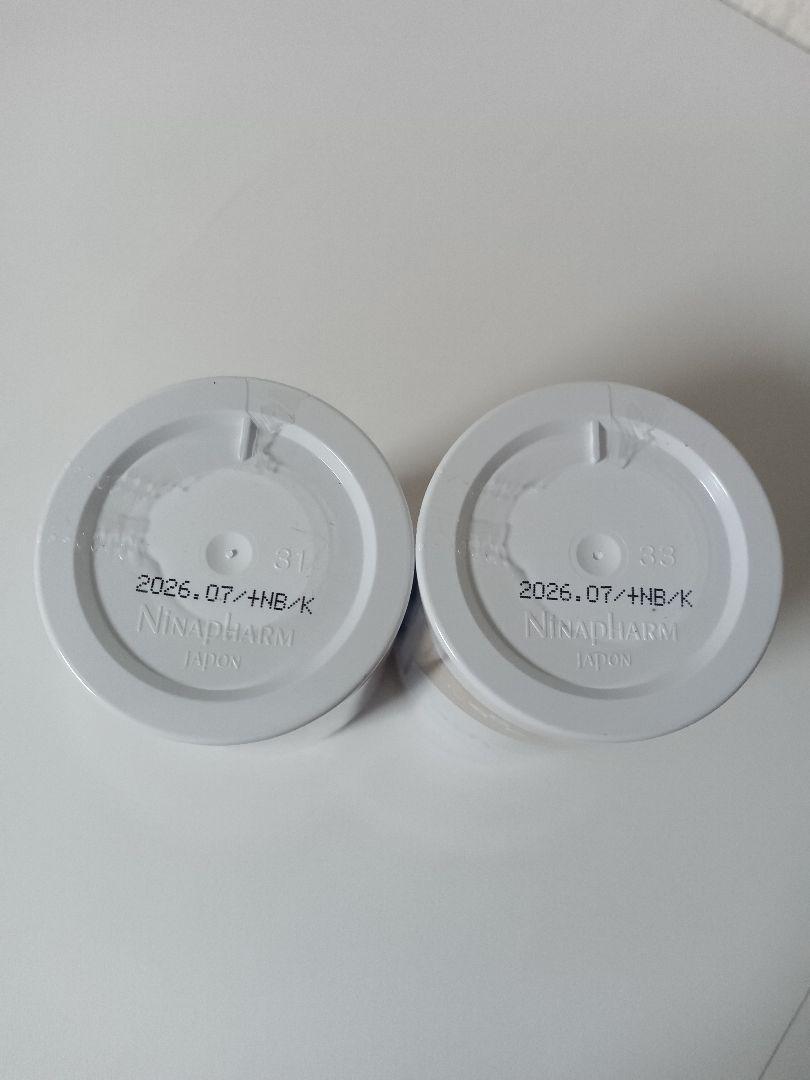 31
2026.07/+NB/K
NINAPHARM
JAPON
33
2026.07/+NB/K
NINAPHARM
JAPON